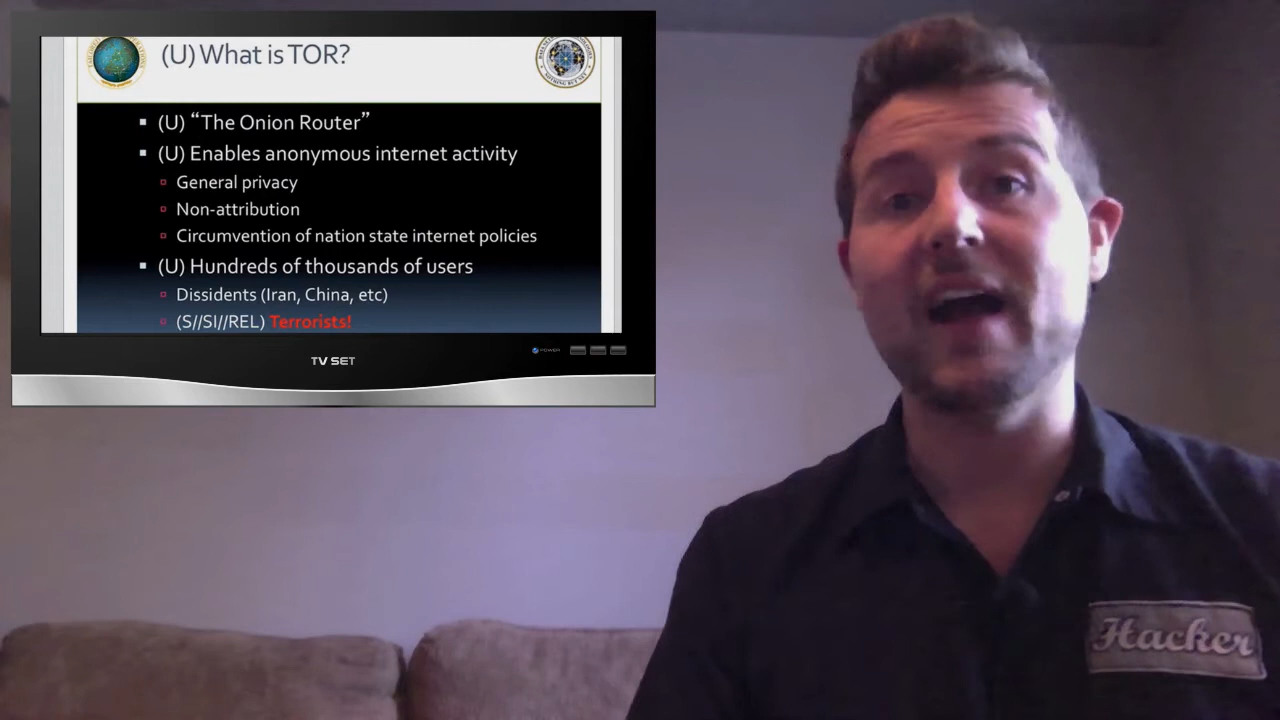 (U) What is TOR?
▪ (U) “The Onion Router”
▪ (U) Enables anonymous internet activity
▫ General privacy
▫ Non-attribution
▫ Circumvention of nation state internet policies
▪ (U) Hundreds of thousands of users
▫ Dissidents (Iran, China, etc)
▫ (S//SI//REL) Terrorists!
POWER
TV SET
Hacker